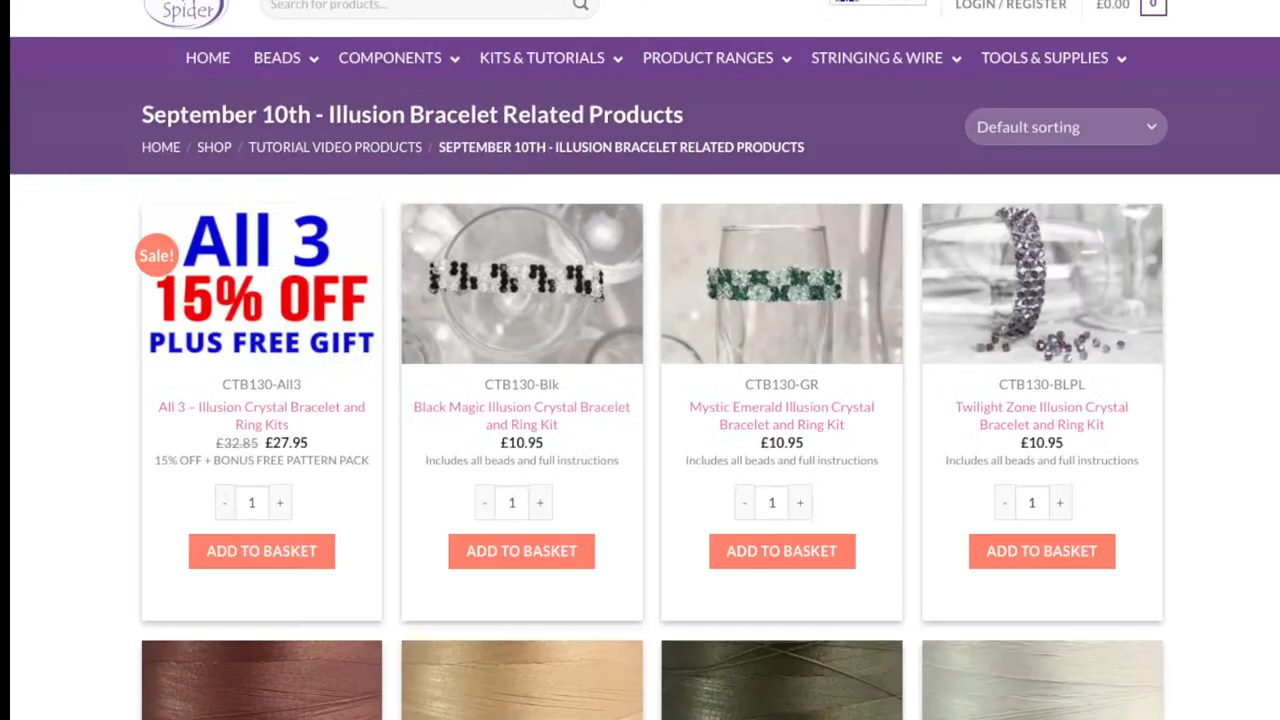 Spider
Search for products...
LOGIN / REGISTER
£0.00
0
HOME
BEADS
COMPONENTS
KITS & TUTORIALS
PRODUCT RANGES
STRINGING & WIRE
TOOLS & SUPPLIES
September 10th - Illusion Bracelet Related Products
Default sorting
HOME / SHOP / TUTORIAL VIDEO PRODUCTS / SEPTEMBER 10TH - ILLUSION BRACELET RELATED PRODUCTS
Sale!
All 3
15% OFF
PLUS FREE GIFT
CTB130-All3
All 3 – Illusion Crystal Bracelet and
Ring Kits
£32.85 £27.95
15% OFF + BONUS FREE PATTERN PACK
- 1 +
ADD TO BASKET
CTB130-Blk
Black Magic Illusion Crystal Bracelet
and Ring Kit
£10.95
Includes all beads and full instructions
- 1 +
ADD TO BASKET
CTB130-GR
Mystic Emerald Illusion Crystal
Bracelet and Ring Kit
£10.95
Includes all beads and full instructions
- 1 +
ADD TO BASKET
CTB130-BLPL
Twilight Zone Illusion Crystal
Bracelet and Ring Kit
£10.95
Includes all beads and full instructions
- 1 +
ADD TO BASKET